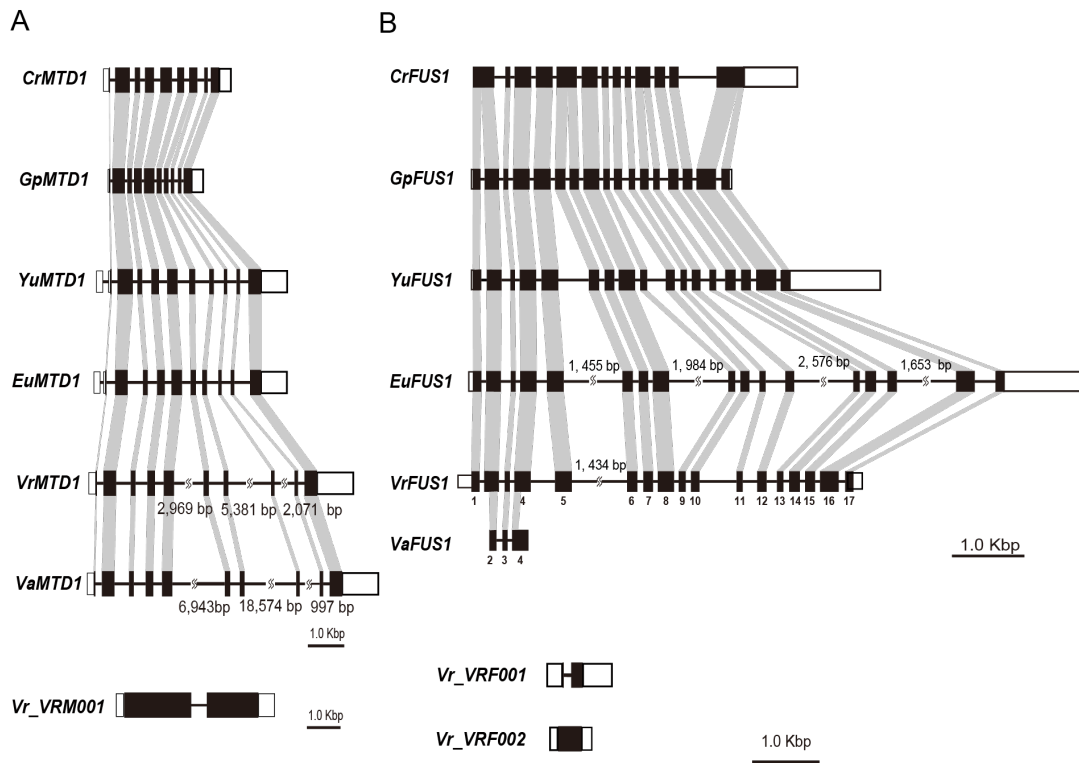 A
CrMTD1
GpMTD1
YuMTD1
EuMTD1
VrMTD1
2,969 bp 5,381 bp 2,071 bp
VaMTD1
6,943bp 18,574 bp 997 bp
1.0 Kbp
Vr_VRM001
1.0 Kbp
B
CrFUS1
GpFUS1
YuFUS1
1, 455 bp 1, 984 bp 2, 576 bp 1,653 bp
EuFUS1
1, 434 bp
VrFUS1
1 2 3 4 5 6 7 8 9 10 11 12 13 14 15 16 17
VaFUS1
2 3 4
1.0 Kbp
Vr_VRF001
Vr_VRF002
1.0 Kbp